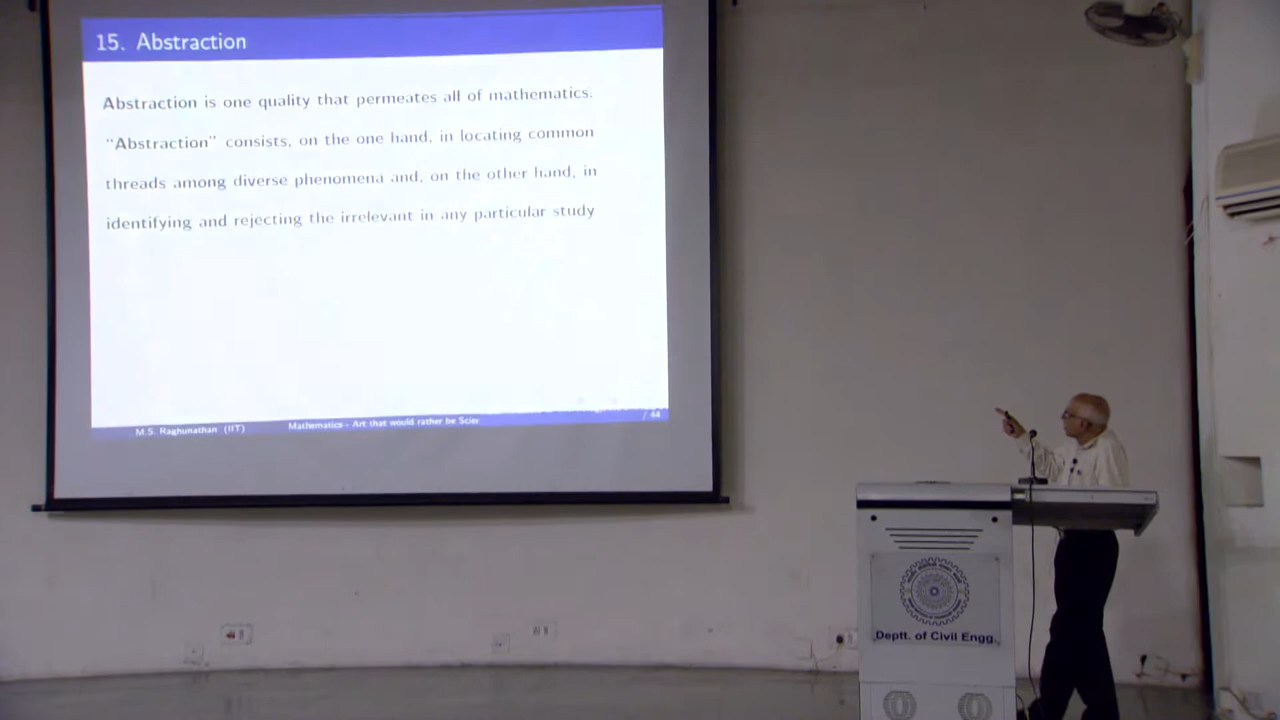 15. Abstraction
Abstraction is one quality that permeates all of mathematics.
“Abstraction” consists, on the one hand, in locating common
threads among diverse phenomena and, on the other hand, in
identifying and rejecting the irrelevant in any particular study
M.S. Raghunathan (IIT) Mathematics - Art that would rather be Scien / 44
Deptt. of Civil Engg.